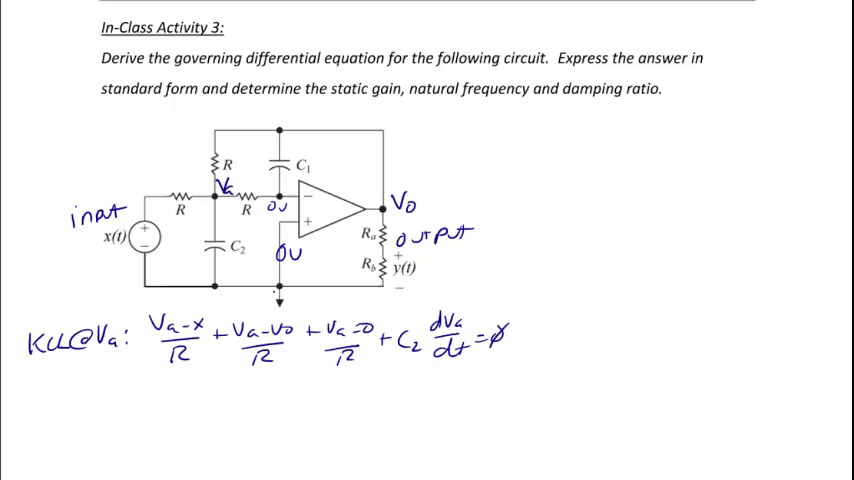 In-Class Activity 3:
Derive the governing differential equation for the following circuit. Express the answer in
standard form and determine the static gain, natural frequency and damping ratio.
R C₁
Va
input R R 0v − V0
x(t) + − C₂ 0v + Ra output
Rb + y(t) −
KCL@Va: (Va-x)/R + (Va-V0)/R + (Va-0)/R + C₂ dVa/dt = 0